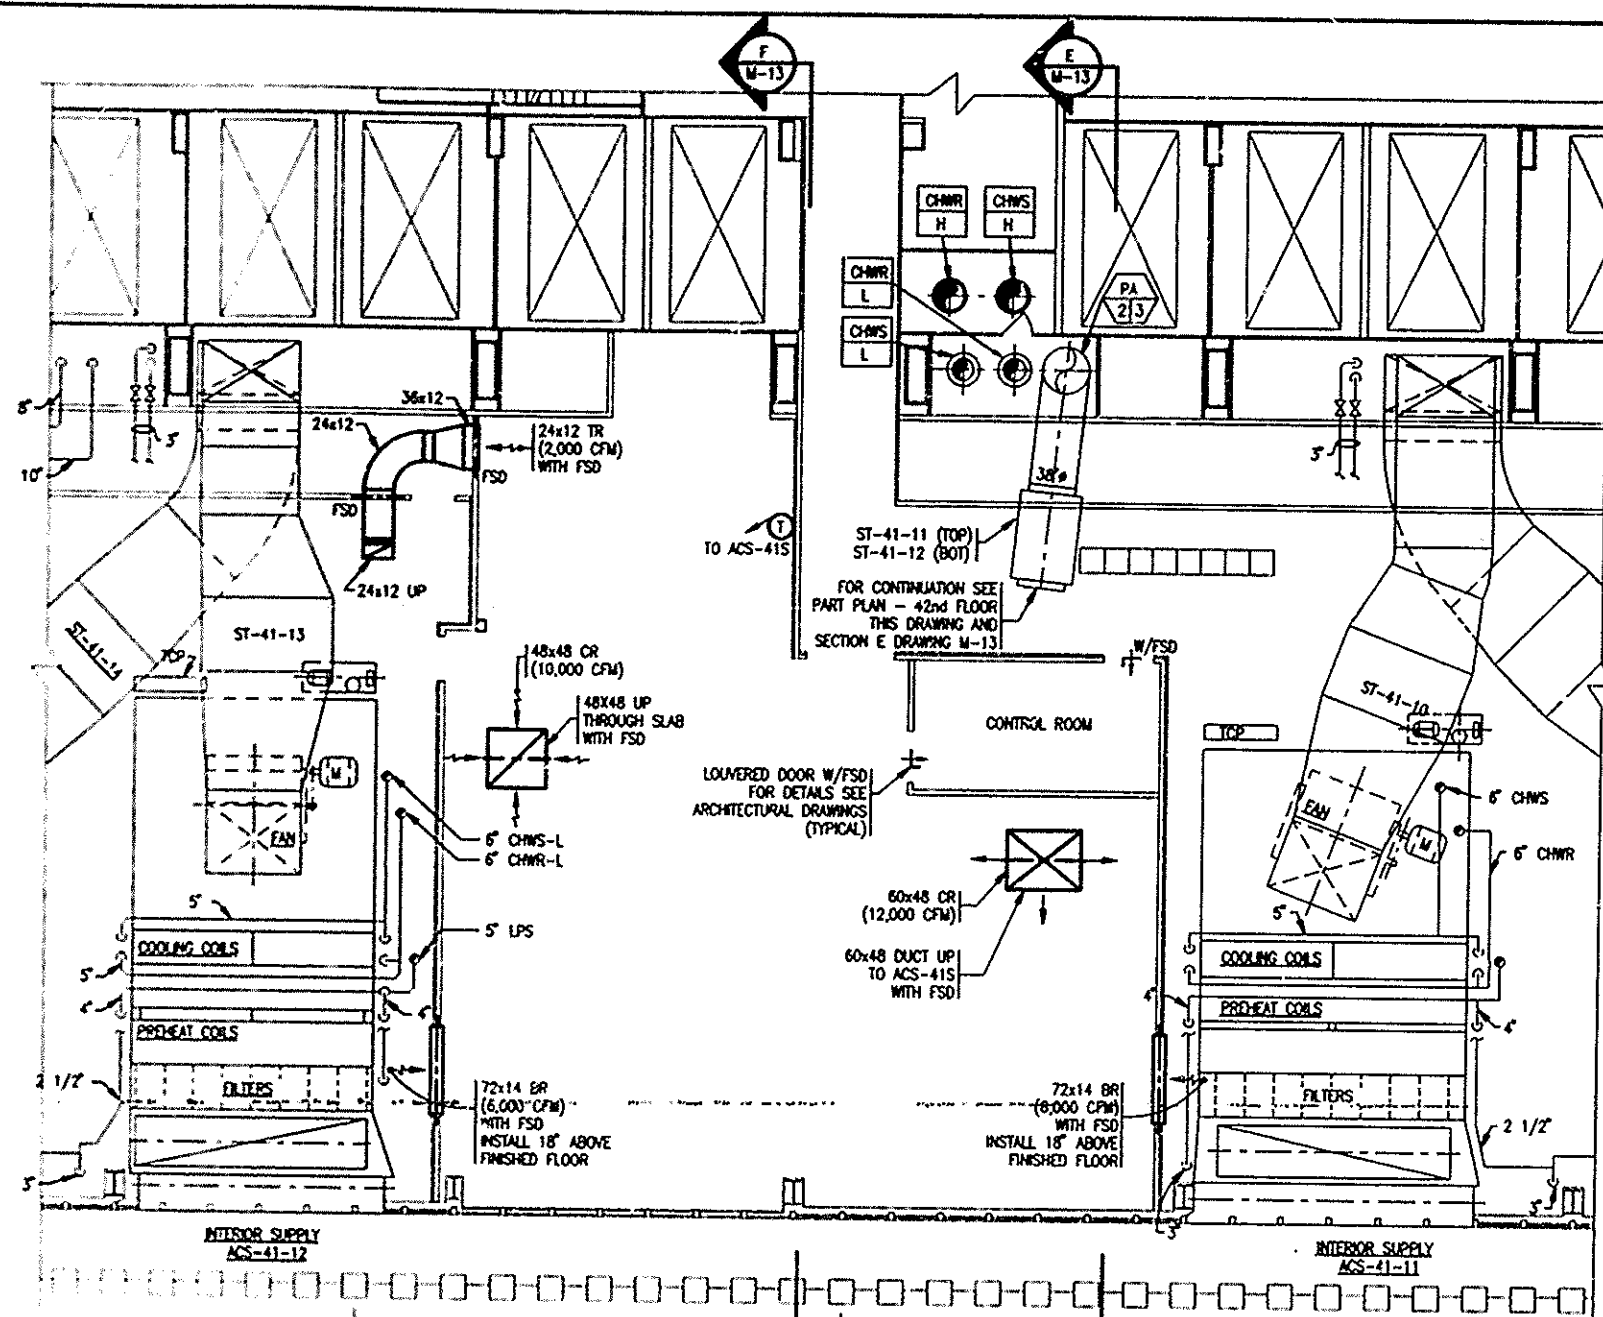 F
M-13
E
M-13
CHWR
H
CHWS
H
CHWR
L
CHWS
L
PA
2 3
8"
10"
3"
24x12
36x12
24x12 TR
(2,000 CFM)
WITH FSD
FSD
FSD
24x12 UP
T
TO ACS-41S
38"ø
3"
ST-41-11 (TOP)
ST-41-12 (BOT)
FOR CONTINUATION SEE
PART PLAN - 42nd FLOOR
THIS DRAWING AND
SECTION E DRAWING M-13
ST-41-14
ST-41-13
TCP
48x48 CR
(10,000 CFM)
48X48 UP
THROUGH SLAB
WITH FSD
W/FSD
CONTROL ROOM
ST-41-10
TCP
M
FAN
LOUVERED DOOR W/FSD
FOR DETAILS SEE
ARCHITECTURAL DRAWINGS
(TYPICAL)
FAN
M
6" CHWS
6" CHWR
6" CHWS-L
6" CHWR-L
60x48 CR
(12,000 CFM)
60x48 DUCT UP
TO ACS-41S
WITH FSD
5"
5" LPS
COOLING COILS
5"
4"
4"
PREHEAT COILS
5"
COOLING COILS
4"
PREHEAT COILS
4"
2 1/2"
FILTERS
72x14 BR
(6,000 CFM)
WITH FSD
INSTALL 18" ABOVE
FINISHED FLOOR
72x14 BR
(8,000 CFM)
WITH FSD
INSTALL 18" ABOVE
FINISHED FLOOR
FILTERS
2 1/2"
3"
3"
3"
INTERIOR SUPPLY
ACS-41-12
INTERIOR SUPPLY
ACS-41-11